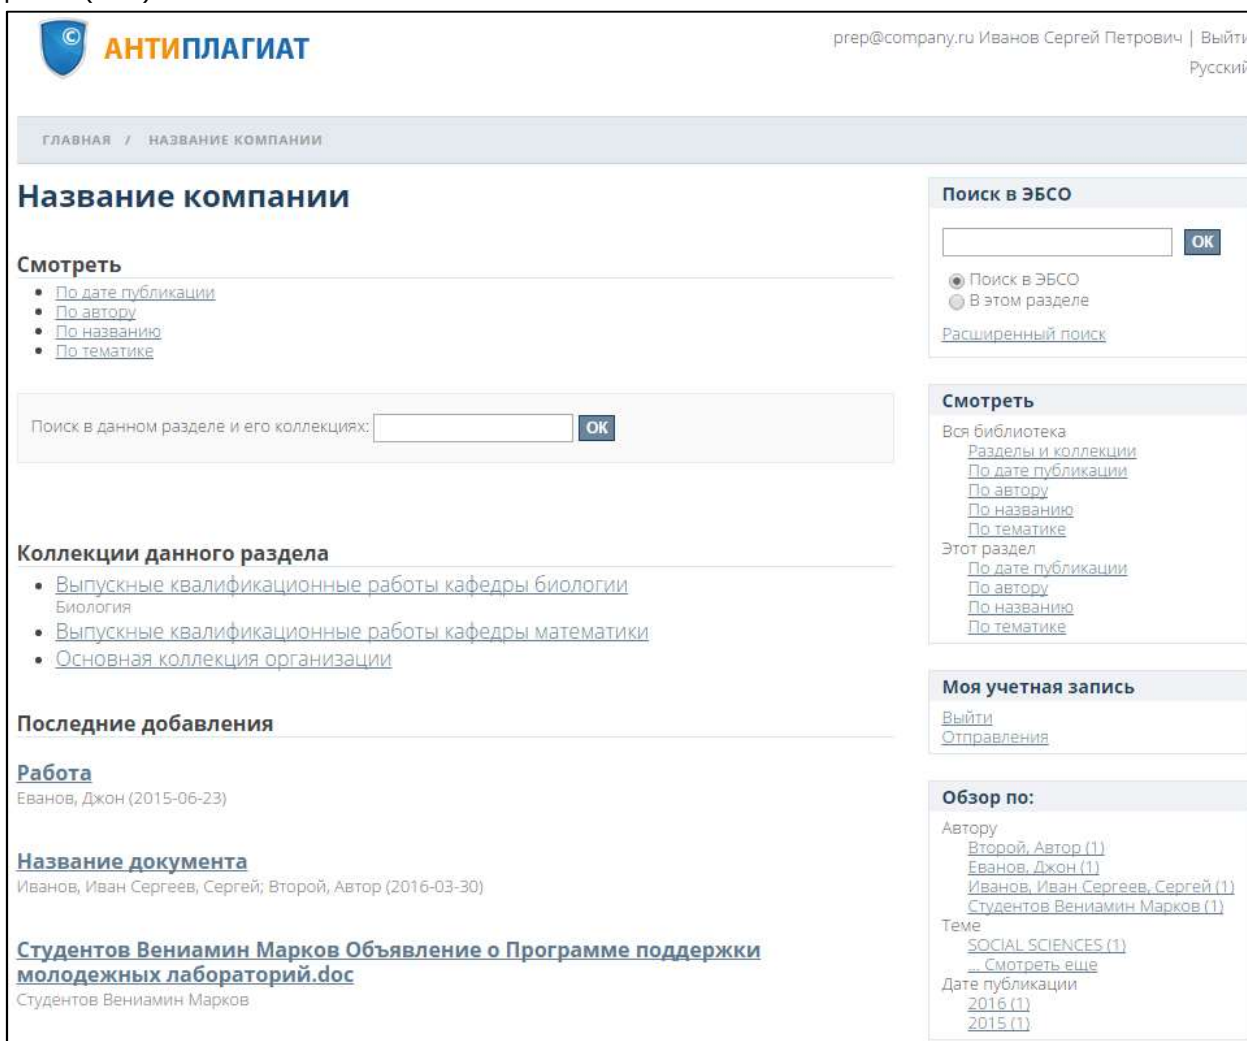 ©
АНТИПЛАГИАТ
prep@company.ru Иванов Сергей Петрович | Выйти
Русский
ГЛАВНАЯ / НАЗВАНИЕ КОМПАНИИ
Название компании
Смотреть
По дате публикации
По автору
По названию
По тематике
Поиск в данном разделе и его коллекциях: ОК
Коллекции данного раздела
Выпускные квалификационные работы кафедры биологии
Биология
Выпускные квалификационные работы кафедры математики
Основная коллекция организации
Последние добавления
Работа
Еванов, Джон (2015-06-23)
Название документа
Иванов, Иван Сергеев, Сергей; Второй, Автор (2016-03-30)
Студентов Вениамин Марков Объявление о Программе поддержки
молодежных лабораторий.doc
Студентов Вениамин Марков
Поиск в ЭБСО
ОК
Поиск в ЭБСО
В этом разделе
Расширенный поиск
Смотреть
Вся библиотека
Разделы и коллекции
По дате публикации
По автору
По названию
По тематике
Этот раздел
По дате публикации
По автору
По названию
По тематике
Моя учетная запись
Выйти
Отправления
Обзор по:
Автору
Второй, Автор (1)
Еванов, Джон (1)
Иванов, Иван Сергеев, Сергей (1)
Студентов Вениамин Марков (1)
Теме
SOCIAL SCIENCES (1)
... Смотреть еще
Дате публикации
2016 (1)
2015 (1)